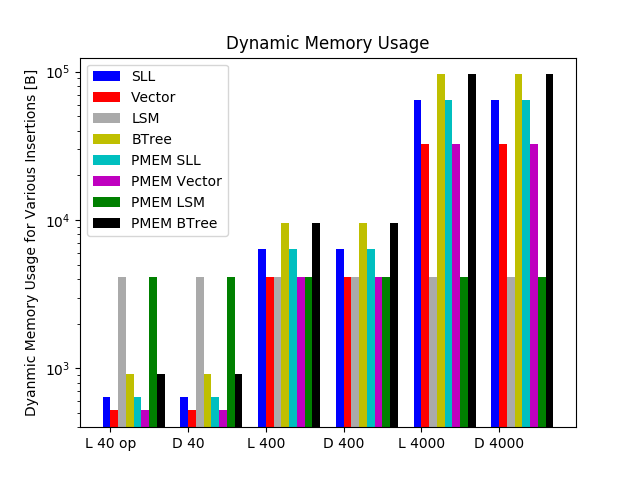 Dynamic Memory Usage
Dyanmic Memory Usage for Various Insertions [B]
10^5
10^4
10^3
SLL
Vector
LSM
BTree
PMEM SLL
PMEM Vector
PMEM LSM
PMEM BTree
L 40 op D 40 L 400 D 400 L 4000 D 4000